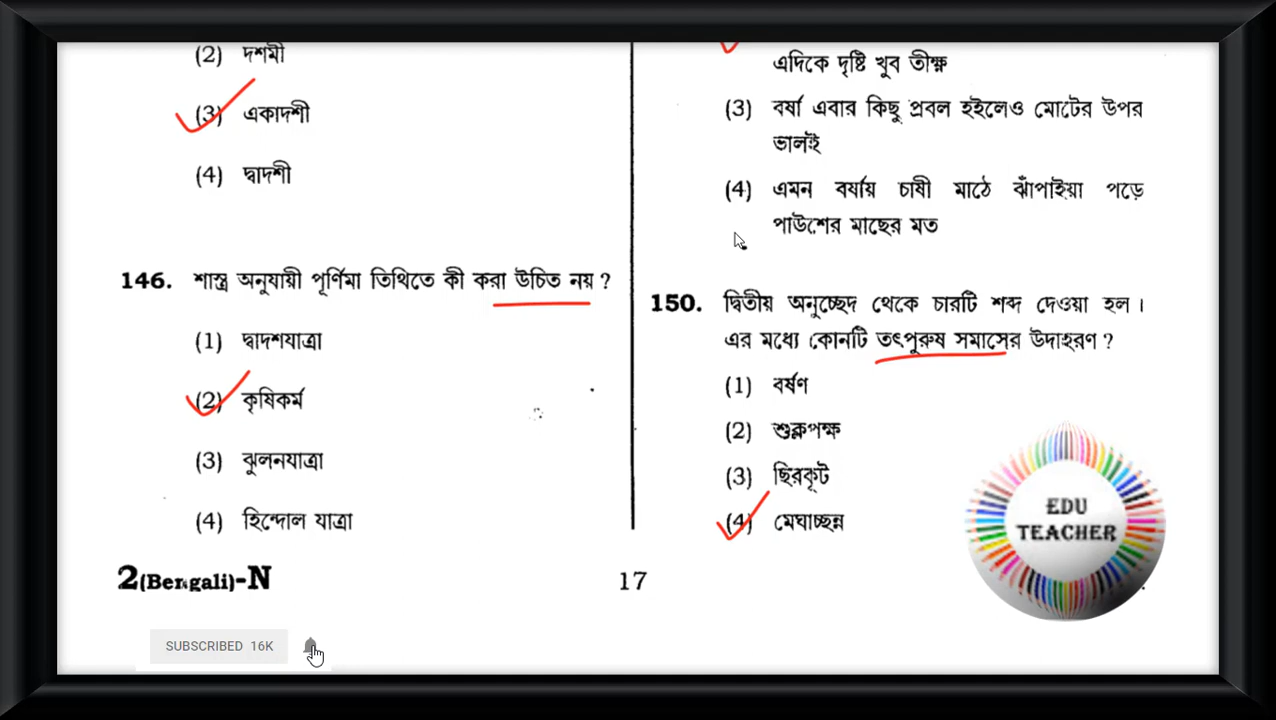 (2) দশমী
(3) একাদশী
(4) দ্বাদশী
146. শাস্ত্র অনুযায়ী পূর্ণিমা তিথিতে কী করা উচিত নয় ?
(1) দ্বাদশযাত্রা
(2) কৃষিকর্ম
(3) ঝুলনযাত্রা
(4) হিন্দোল যাত্রা
এদিকে দৃষ্টি খুব তীক্ষ্ণ
(3) বর্ষা এবার কিছু প্রবল হইলেও মোটের উপর
ভালই
(4) এমন বর্ষায় চাষী মাঠে ঝাঁপাইয়া পড়ে
পাউশের মাছের মত
150. দ্বিতীয় অনুচ্ছেদ থেকে চারটি শব্দ দেওয়া হল ।
এর মধ্যে কোনটি তৎপুরুষ সমাসের উদাহরণ ?
(1) বর্ষণ
(2) শুক্লপক্ষ
(3) ছিরকূট
(4) মেঘাচ্ছন্ন
EDU
TEACHER
2(Bengali)-N
17
SUBSCRIBED 16K